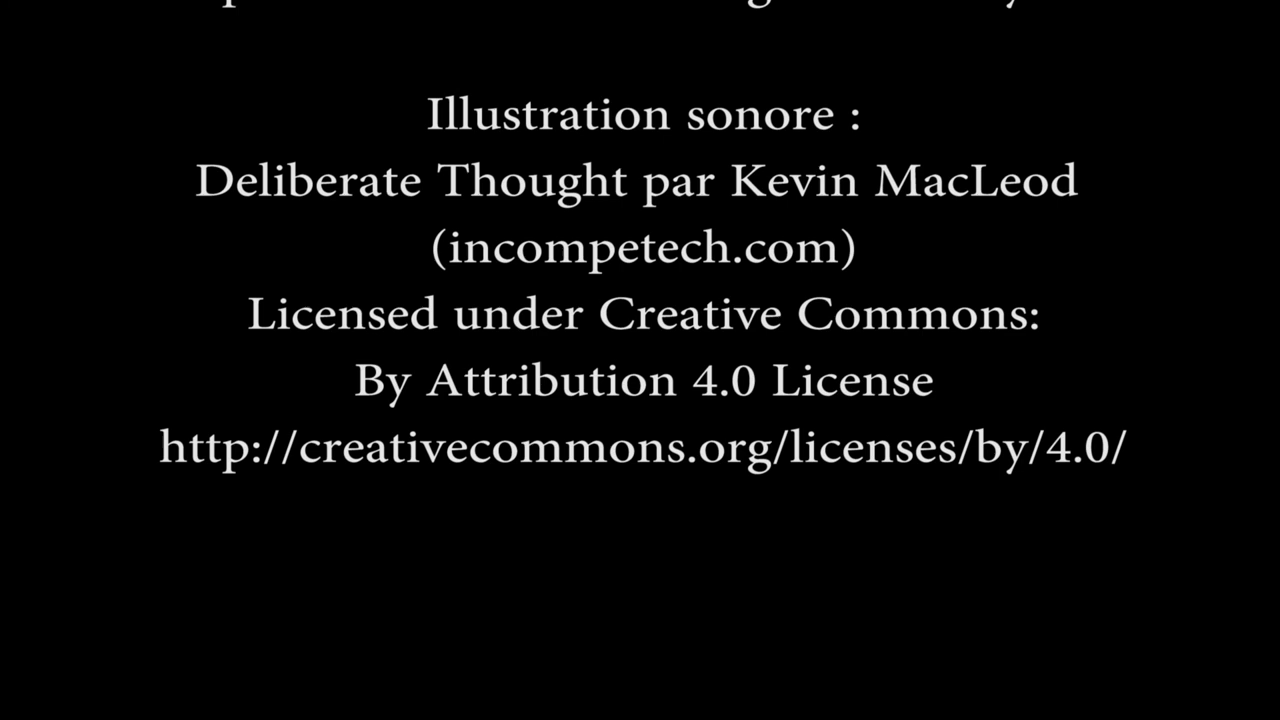 Illustration sonore :
Deliberate Thought par Kevin MacLeod
(incompetech.com)
Licensed under Creative Commons:
By Attribution 4.0 License
http://creativecommons.org/licenses/by/4.0/